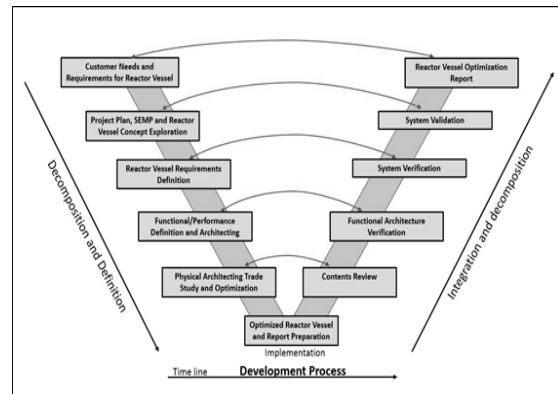 Customer Needs and
Requirements for Reactor Vessel
Reactor Vessel Optimization
Report
Project Plan, SEMP and Reactor
Vessel Concept Exploration
System Validation
Reactor Vessel Requirements
Definition
System Verification
Functional/Performance
Definition and Architecting
Functional Architecture
Verification
Physical Architecting Trade
Study and Optimization
Contents Review
Optimized Reactor Vessel
and Report Preparation
Implementation
Decomposition and Definition
Integration and decomposition
Time line Development Process